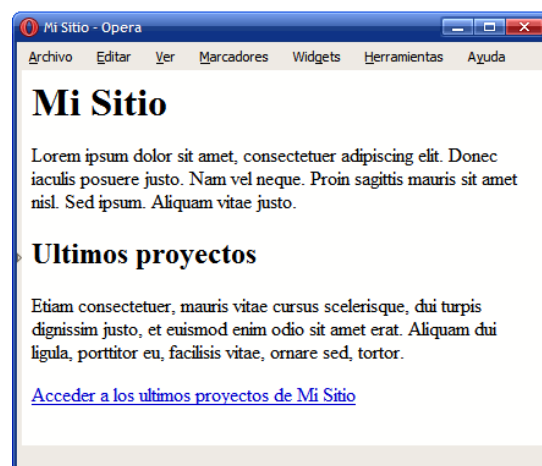 Mi Sitio - Opera
Archivo Editar Ver Marcadores Widgets Herramientas Ayuda
Mi Sitio
Lorem ipsum dolor sit amet, consectetuer adipiscing elit. Donec
iaculis posuere justo. Nam vel neque. Proin sagittis mauris sit amet
nisl. Sed ipsum. Aliquam vitae justo.
Ultimos proyectos
Etiam consectetuer, mauris vitae cursus scelerisque, dui turpis
dignissim justo, et euismod enim odio sit amet erat. Aliquam dui
ligula, porttitor eu, facilisis vitae, ornare sed, tortor.
Acceder a los ultimos proyectos de Mi Sitio